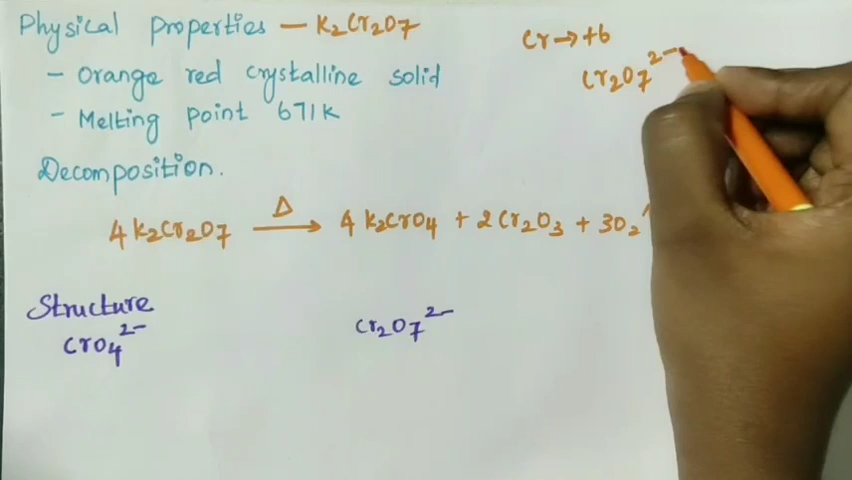 Physical Properties – K2Cr2O7
Cr → +6
Cr2O7 2-
- Orange red crystalline solid
- Melting point 671K
Decomposition.
4K2Cr2O7 Δ→ 4K2CrO4 + 2Cr2O3 + 3O2
Structure
CrO4 2-
Cr2O7 2-